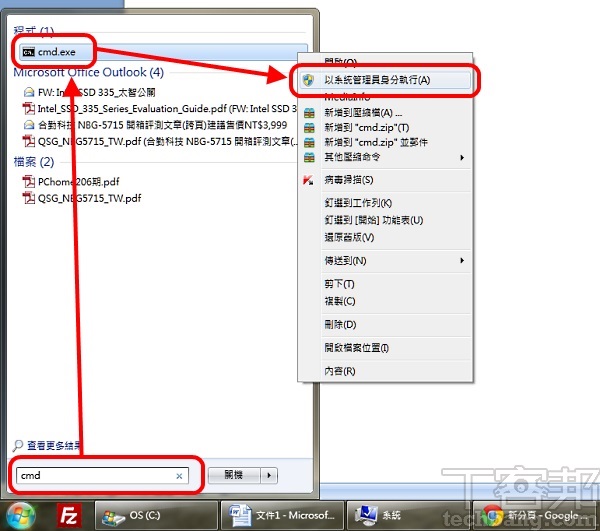 程式 (1)
cmd.exe
Microsoft Office Outlook (4)
FW: Intel SSD 335_太智公關
Intel_SSD_335_Series_Evaluation_Guide.pdf (FW: Intel SSD 3...
合勤科技 NBG-5715 開箱評測文章(跨頁)建議售價NT$3,999
QSG_NBG5715_TW.pdf (合勤科技 NBG-5715 開箱評測文章(...
檔案 (2)
PChome206期.pdf
QSG_NBG5715_TW.pdf
查看更多結果
cmd
關機
開啟(O)
以系統管理員身分執行(A)
MediaInfo
新增到壓縮檔(A) ...
新增到 "cmd.zip"(T)
新增到 "cmd.zip" 並郵件
其他壓縮命令
病毒掃描(S)
釘選到工作列(K)
釘選到 [開始] 功能表(U)
還原舊版(V)
傳送到(N)
剪下(T)
複製(C)
刪除(D)
開啟檔案位置(I)
內容(R)
OS (C:)
文件1 - Microsof...
系統
新分頁 - Google...
T客邦
techbang.com